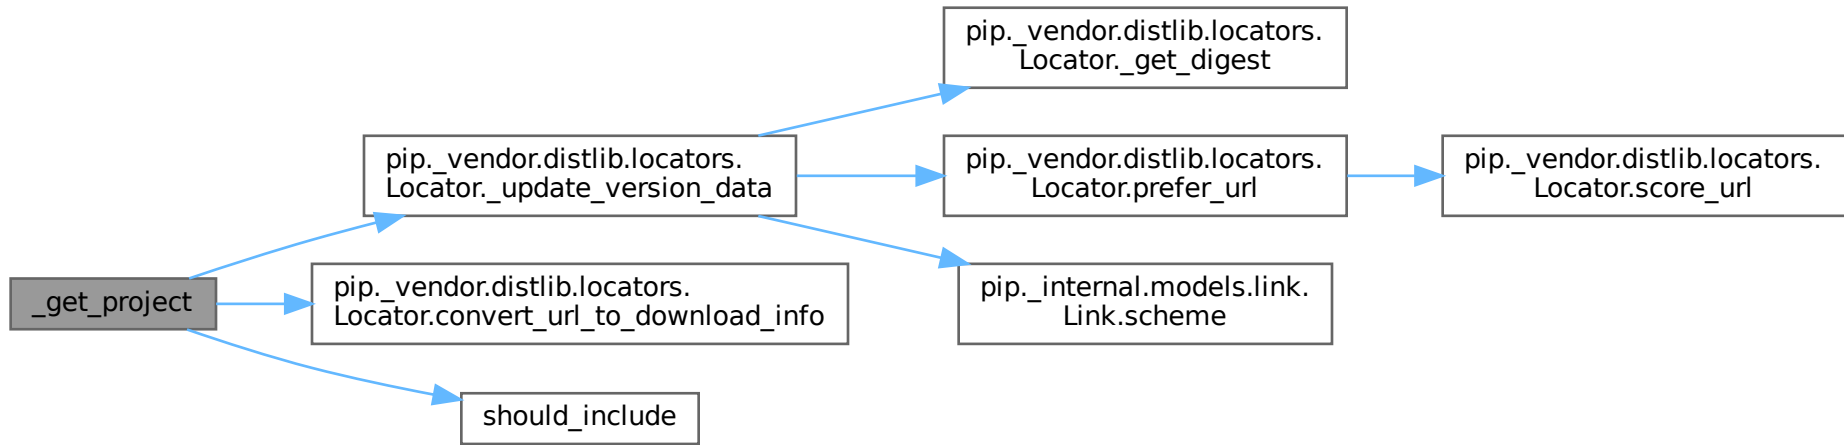 pip._vendor.distlib.locators.
Locator._get_digest
pip._vendor.distlib.locators.
Locator._update_version_data
pip._vendor.distlib.locators.
Locator.prefer_url
pip._vendor.distlib.locators.
Locator.score_url
_get_project
pip._vendor.distlib.locators.
Locator.convert_url_to_download_info
pip._internal.models.link.
Link.scheme
should_include